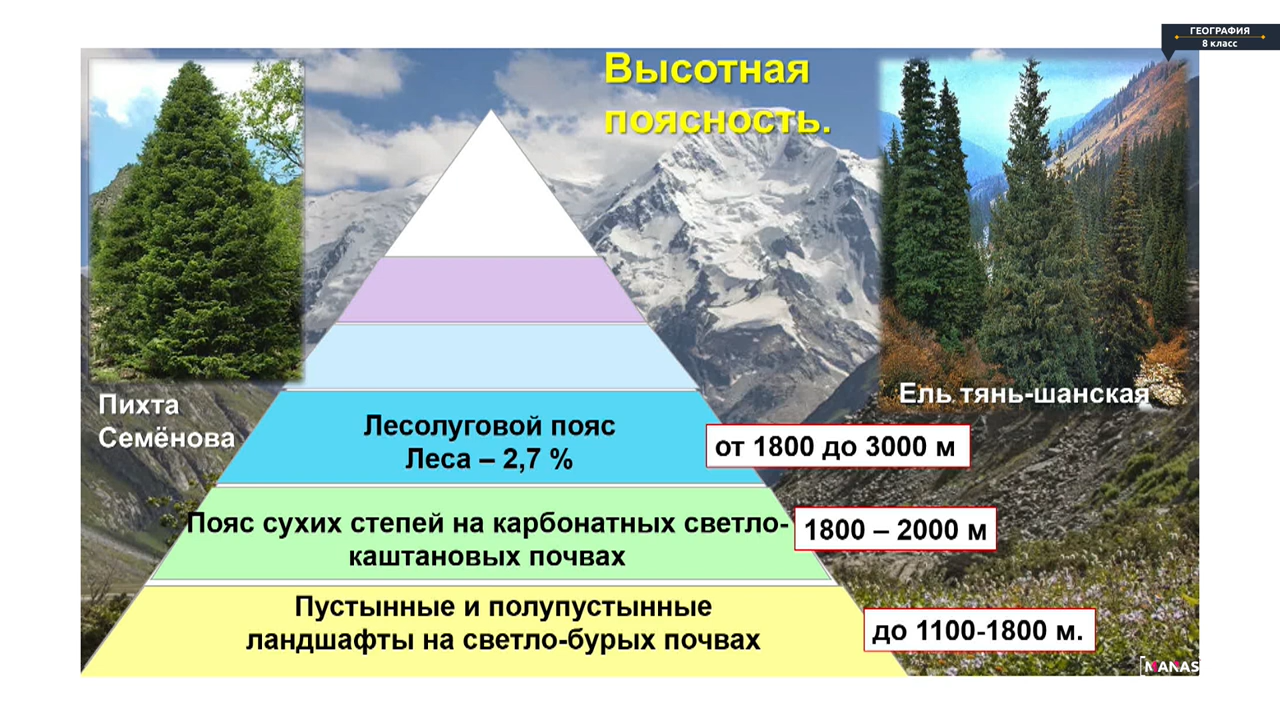 ГЕОГРАФИЯ
8 класс
Высотная
поясность.
Пихта
Семёнова
Ель тянь-шанская
Лесолуговой пояс
Леса – 2,7 %
от 1800 до 3000 м
Пояс сухих степей на карбонатных светло-
каштановых почвах
1800 – 2000 м
Пустынные и полупустынные
ландшафты на светло-бурых почвах
до 1100-1800 м.
MANAS